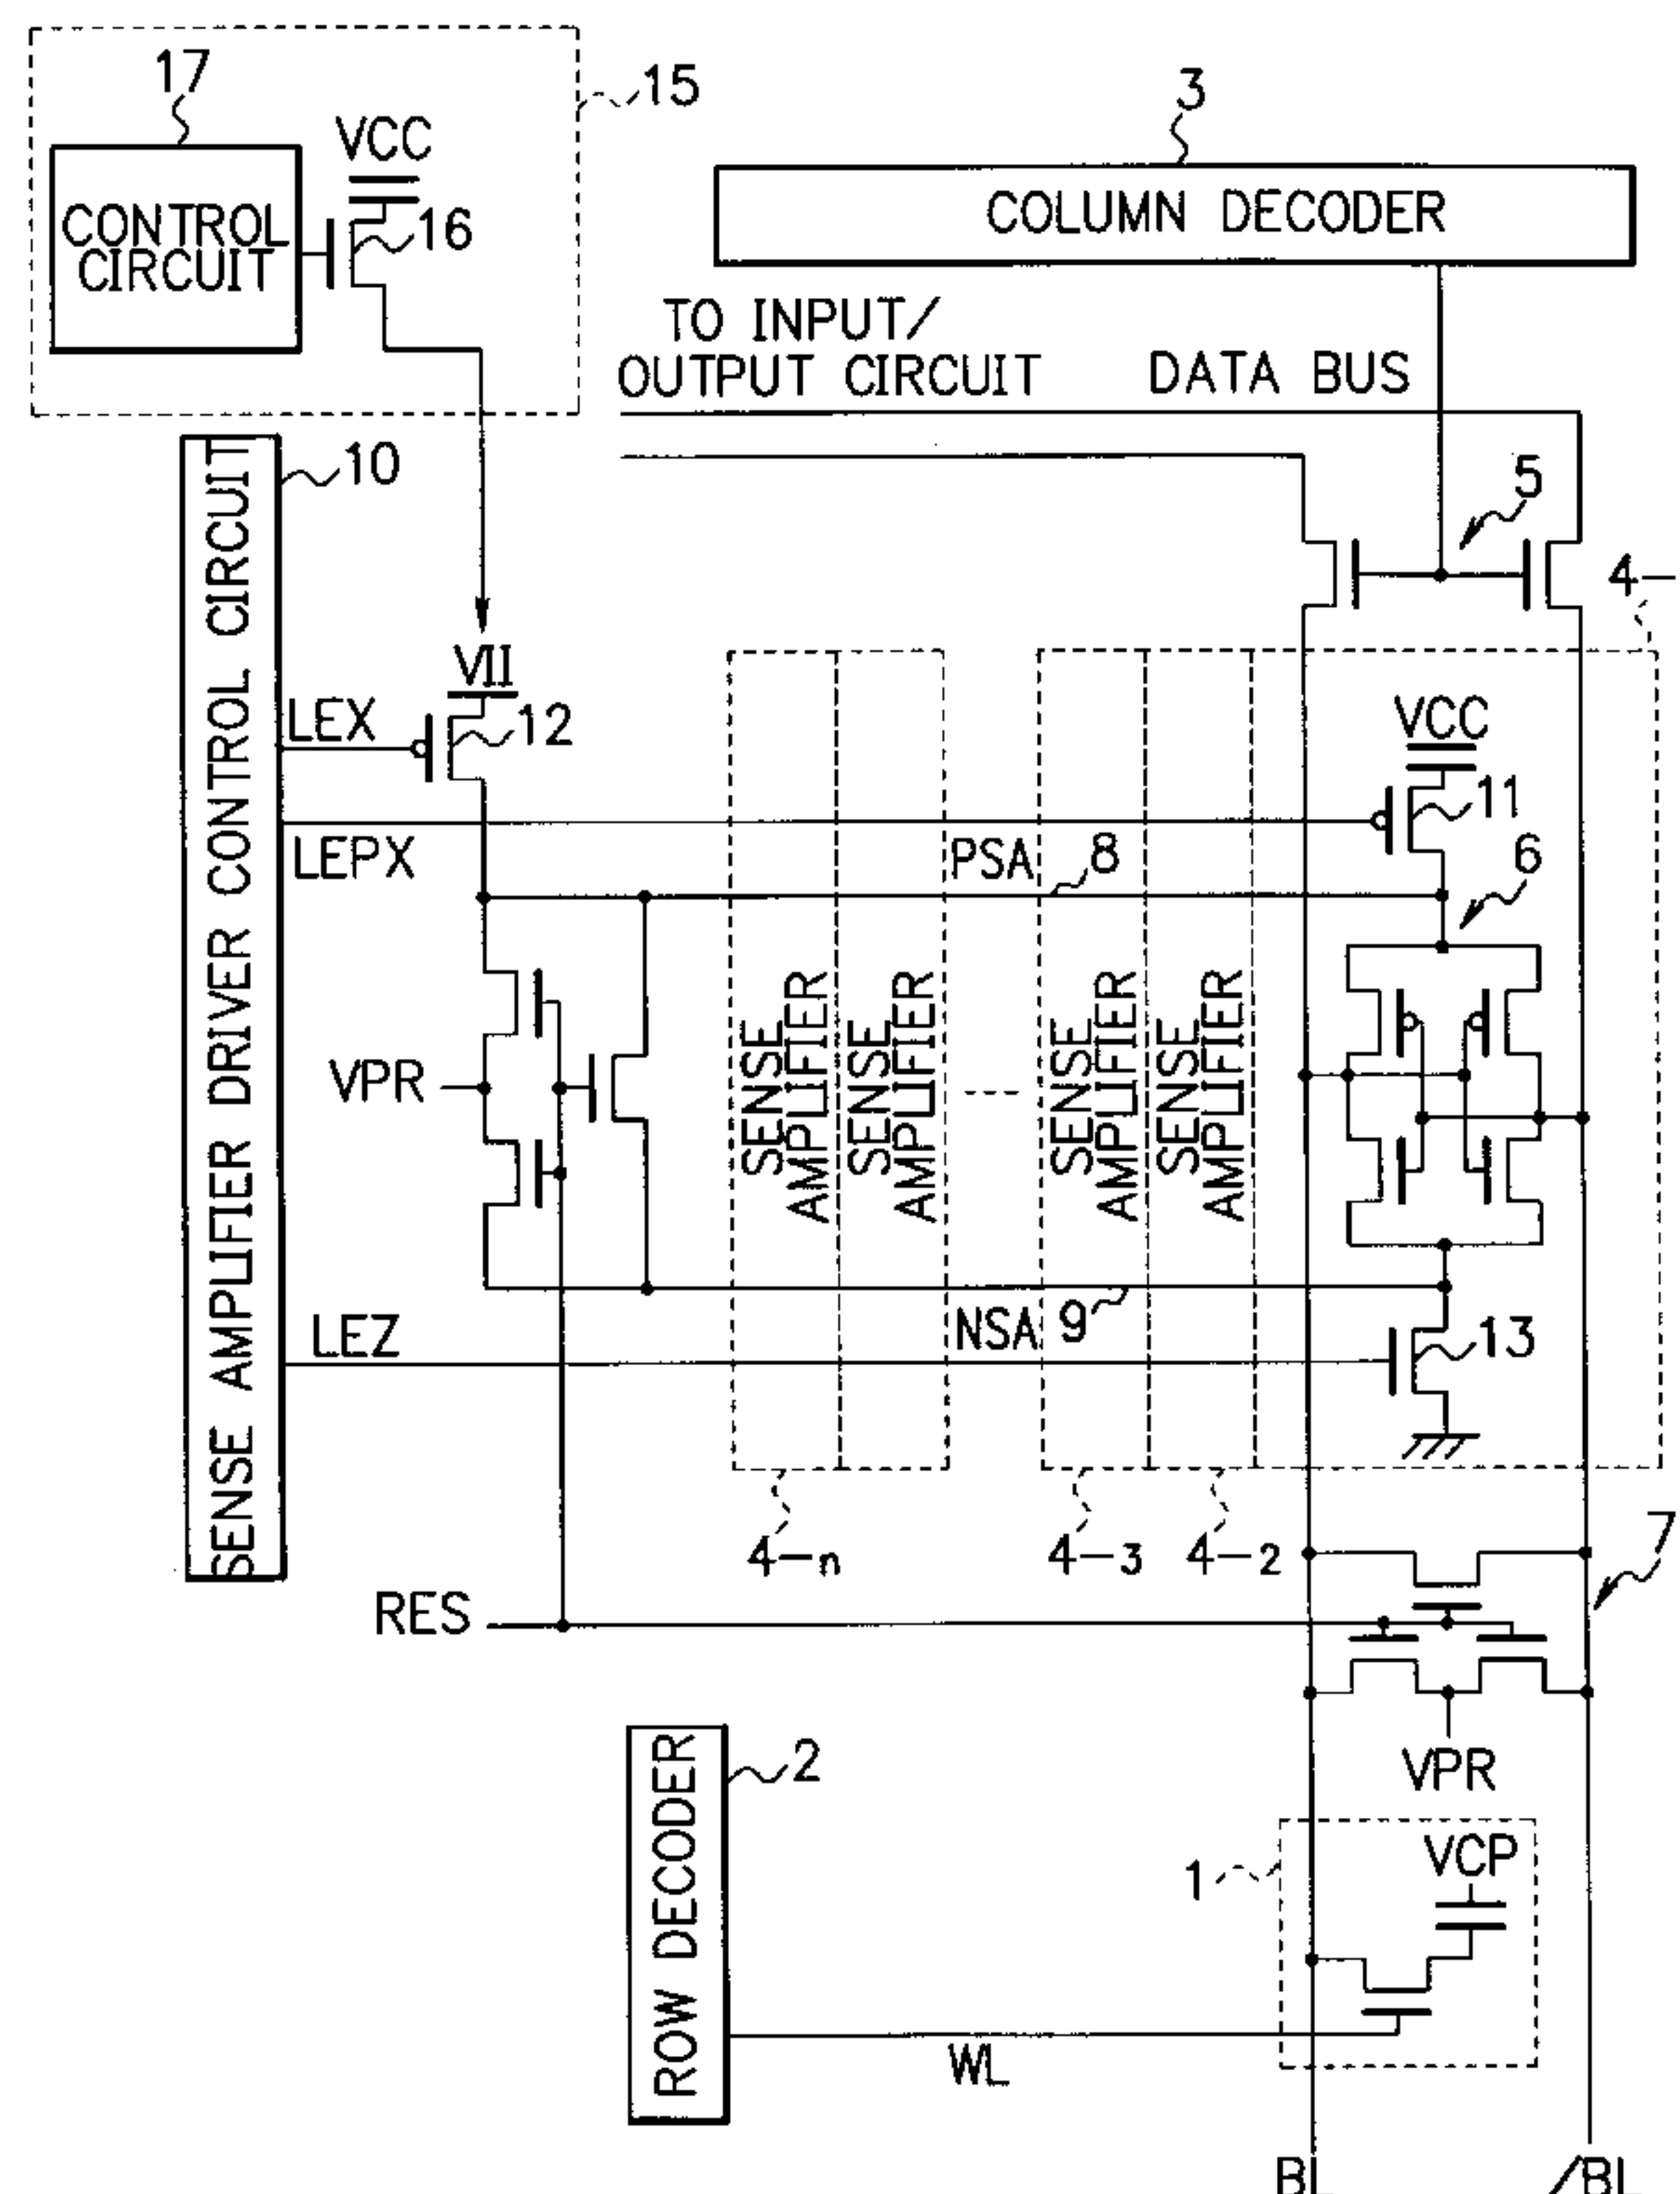 17
15
VCC
CONTROL
CIRCUIT
16
3
COLUMN DECODER
TO INPUT/
OUTPUT CIRCUIT
DATA BUS
10
SENSE AMPLIFIER DRIVER CONTROL CIRCUIT
5
4-
VII
LEX
12
VCC
11
LEPX
PSA
8
6
VPR
SENSE
AMPLIFIER
SENSE
AMPLIFIER
SENSE
AMPLIFIER
SENSE
AMPLIFIER
LEZ
NSA
9
13
4-n
4-3
4-2
7
RES
VPR
ROW DECODER
2
1
VCP
WL
BL
/BL